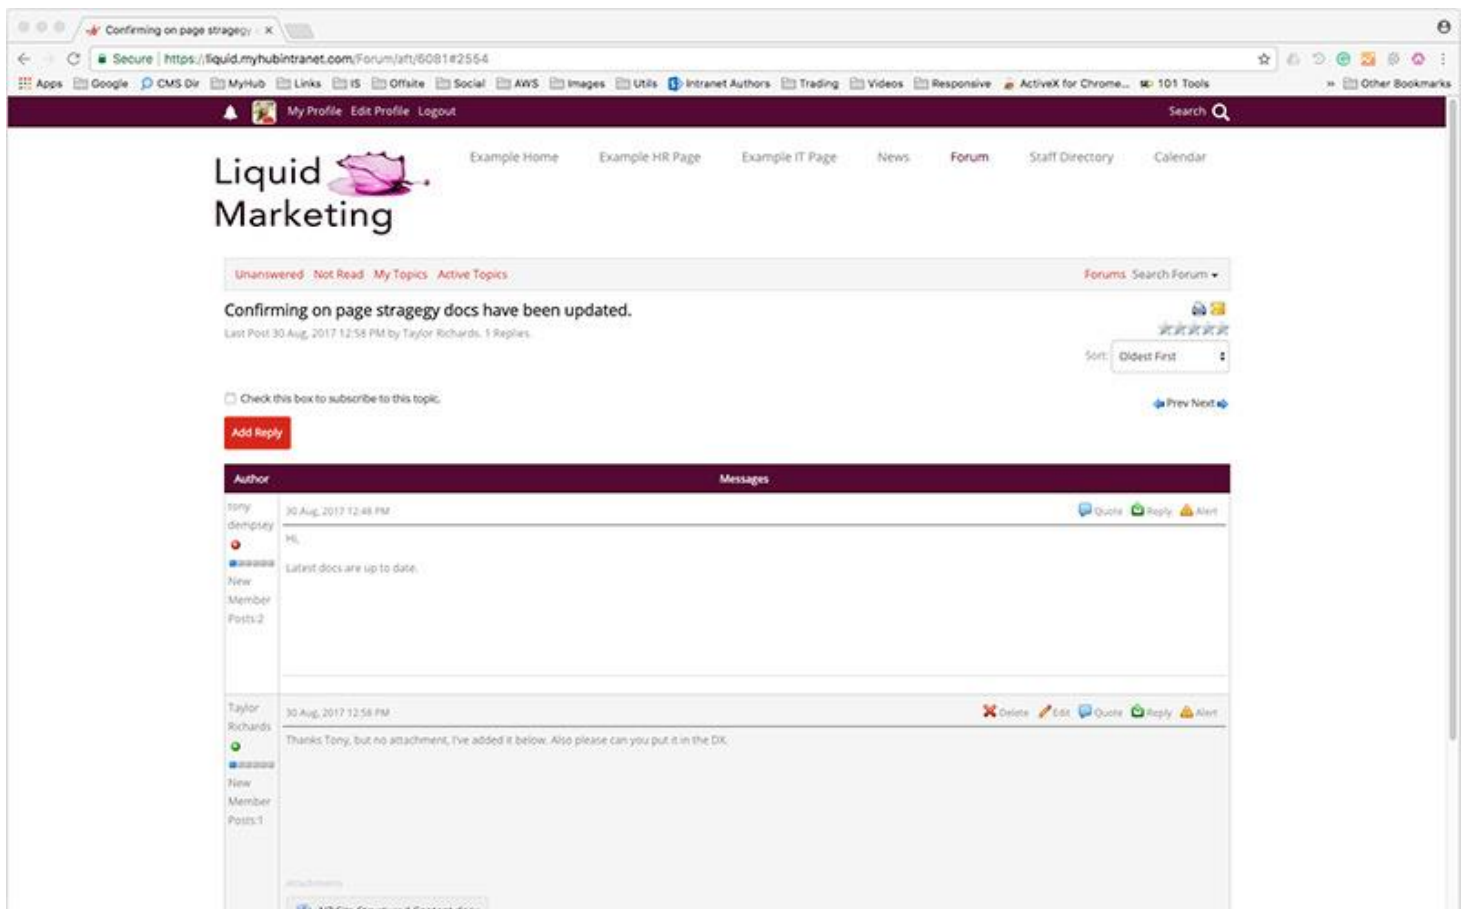 Confirming on page stragegy
Secure https://liquid.myhubintranet.com/Forum/aft/6081#2554
Apps Google CMS Dir MyHub Links IS Offsite Social AWS Images Utils Intranet Authors Trading Videos Responsive ActiveX for Chrome... 101 Tools » Other Bookmarks
My Profile Edit Profile Logout Search
Liquid
Marketing
Example Home Example HR Page Example IT Page News Forum Staff Directory Calendar
Unanswered Not Read My Topics Active Topics Forums Search Forum
Confirming on page stragegy docs have been updated.
Last Post 30 Aug, 2017 12:58 PM by Taylor Richards. 1 Replies.
Sort: Oldest First
Check this box to subscribe to this topic.
Prev Next
Add Reply
Author Messages
tony
dempsey
30 Aug, 2017 12:48 PM Quote Reply Alert
Hi,
Latest docs are up to date.
New
Member
Posts:2
Taylor
Richards
30 Aug, 2017 12:58 PM Delete Edit Quote Reply Alert
Thanks Tony, but no attachment, I've added it below. Also please can you put it in the DX.
New
Member
Posts:1
Attachments